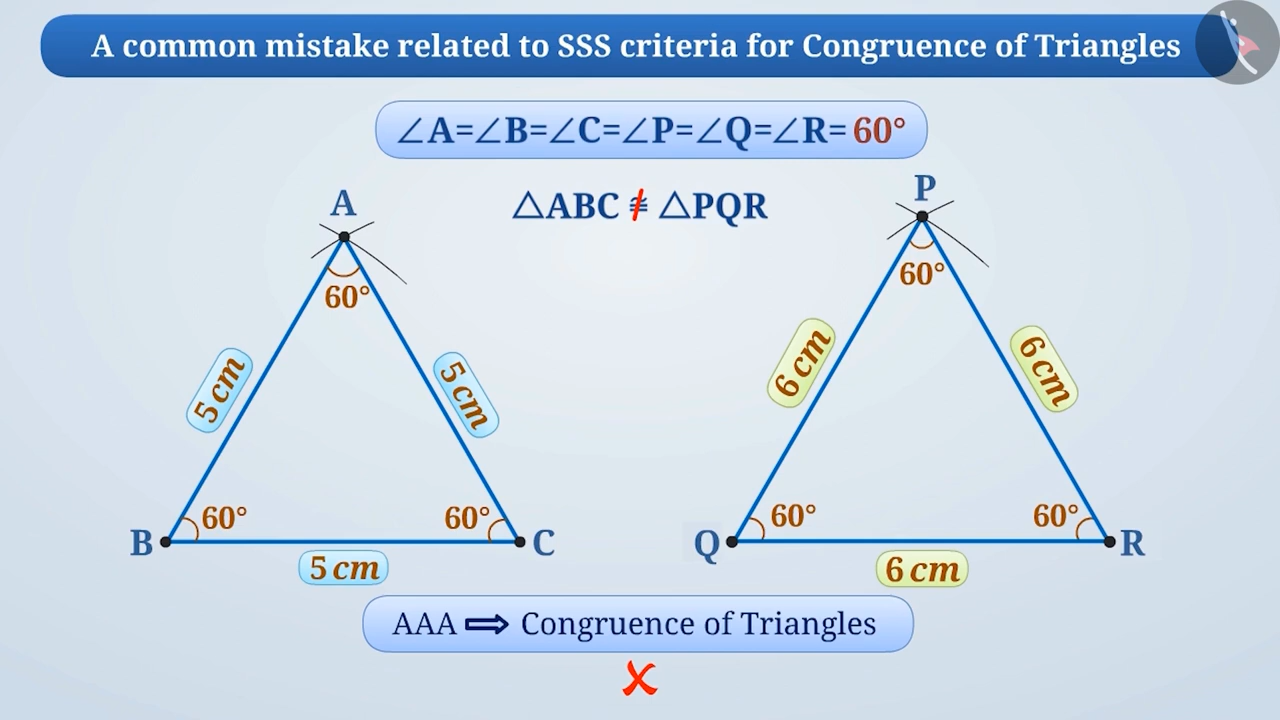 A common mistake related to SSS criteria for Congruence of Triangles
∠A=∠B=∠C=∠P=∠Q=∠R= 60°
△ABC ≇ △PQR
A
P
60°
60°
5 cm
5 cm
6 cm
6 cm
B
60°
60°
C
Q
60°
60°
R
5 cm
6 cm
AAA ⟹ Congruence of Triangles
✗